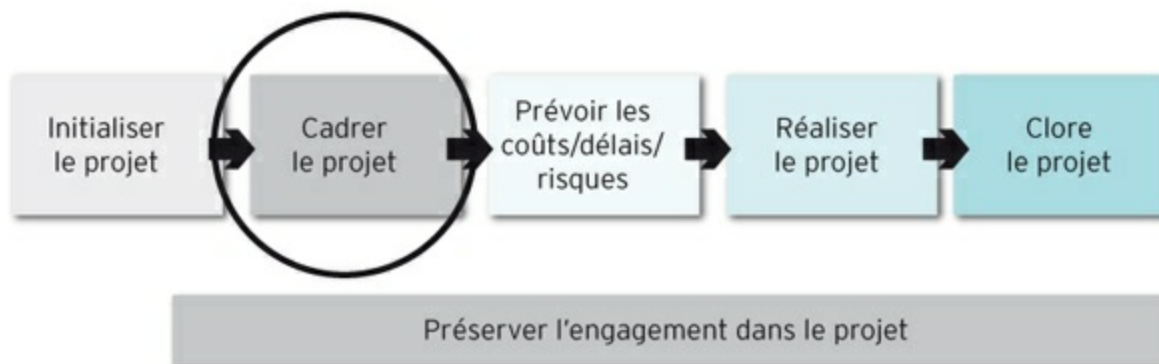 Initialiser
le projet
Cadrer
le projet
Prévoir les
coûts/délais/
risques
Réaliser
le projet
Clore
le projet
Préserver l'engagement dans le projet